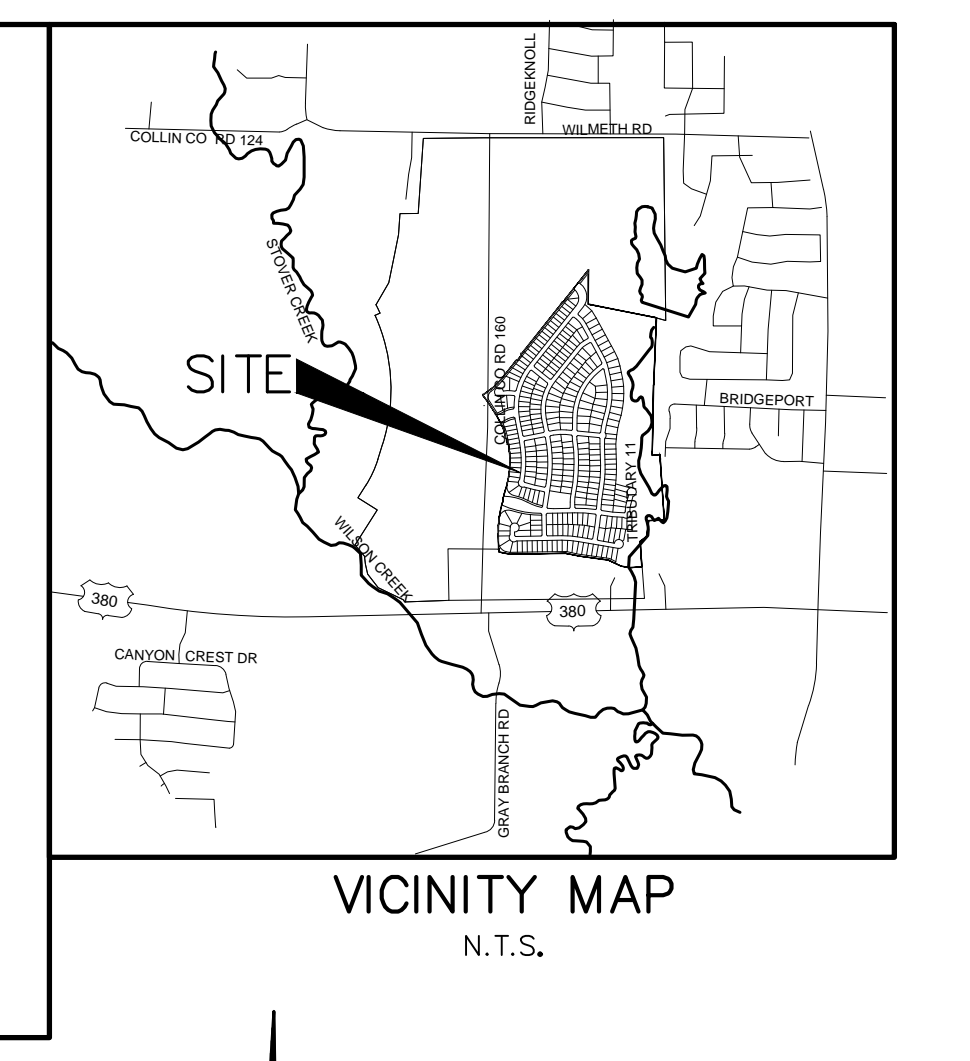 RIDGEKNOLL
COLLIN CO RD 124
WILMETH RD
STOVER CREEK
COLLIN CO RD 160
SITE
BRIDGEPORT
TRIBUTARY 11
WILSON CREEK
380
380
CANYON CREST DR
GRAY BRANCH RD
VICINITY MAP
N.T.S.